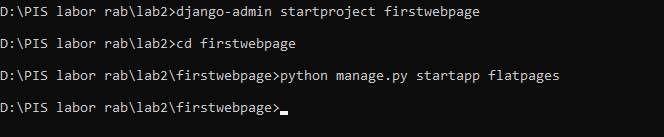 D:\PIS labor rab\lab2>django-admin startproject firstwebpage
D:\PIS labor rab\lab2>cd firstwebpage
D:\PIS labor rab\lab2\firstwebpage>python manage.py startapp flatpages
D:\PIS labor rab\lab2\firstwebpage>